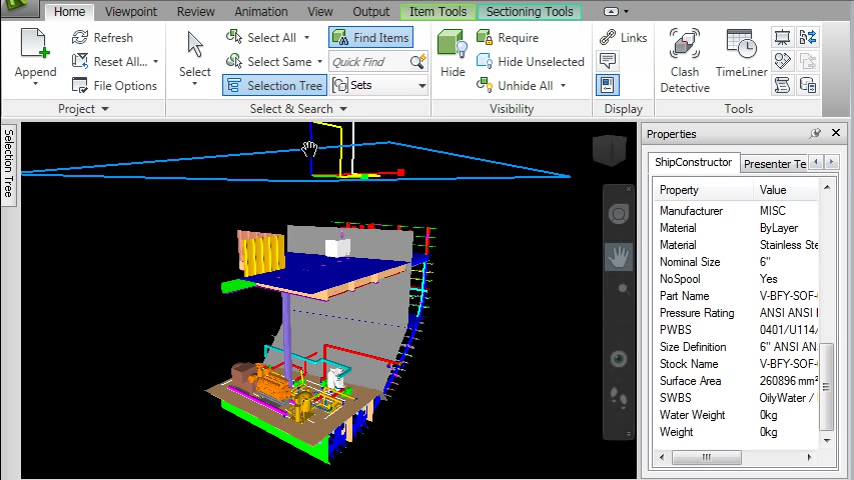 Home Viewpoint Review Animation View Output Item Tools Sectioning Tools
Append
Refresh
Reset All...
File Options
Project
Select
Select All
Select Same
Selection Tree
Find Items
Quick Find
Sets
Select & Search
Hide
Require
Hide Unselected
Unhide All
Visibility
Links
Display
Clash
Detective
TimeLiner
Tools
Selection Tree
Properties
ShipConstructor Presenter Te
Property Value
Manufacturer MISC
Material ByLayer
Material Stainless Ste
Nominal Size 6"
NoSpool Yes
Part Name V-BFY-SOF-
Pressure Rating ANSI ANSI
PWBS 0401/U114/
Size Definition 6" ANSI AN
Stock Name V-BFY-SOF-
Surface Area 260896 mm²
SWBS OilyWater /
Water Weight 0kg
Weight 0kg